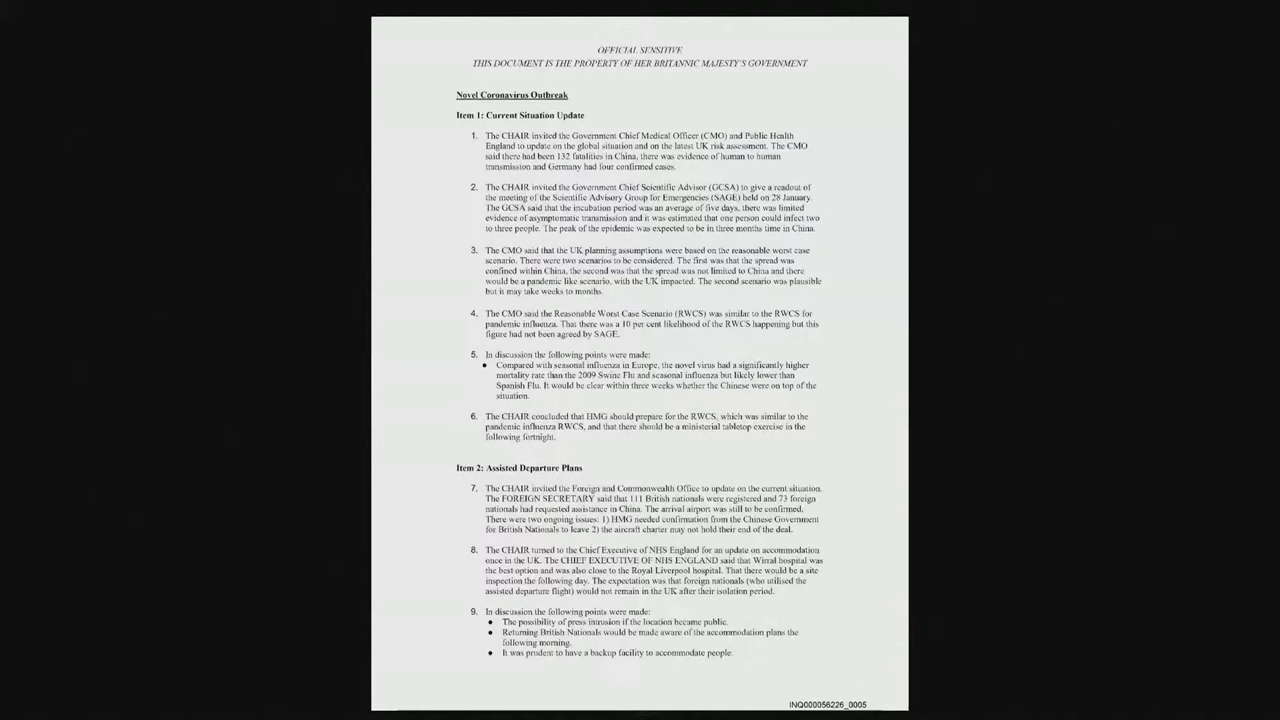 OFFICIAL SENSITIVE
THIS DOCUMENT IS THE PROPERTY OF HER BRITANNIC MAJESTY'S GOVERNMENT
Novel Coronavirus Outbreak
Item 1: Current Situation Update
1. The CHAIR invited the Government Chief Medical Officer (CMO) and Public Health
England to update on the global situation and on the latest UK risk assessment. The CMO
said there had been 132 fatalities in China, there was evidence of human to human
transmission and Germany had four confirmed cases.
2. The CHAIR invited the Government Chief Scientific Advisor (GCSA) to give a readout of
the meeting of the Scientific Advisory Group for Emergencies (SAGE) held on 28 January.
The GCSA said that the incubation period was an average of five days, there was limited
evidence of asymptomatic transmission and it was estimated that one person could infect two
to three people. The peak of the epidemic was expected to be in three months time in China.
3. The CMO said that the UK planning assumptions were based on the reasonable worst case
scenario. There were two scenarios to be considered. The first was that the spread was
confined within China, the second was that the spread was not limited to China and there
would be a pandemic like scenario, with the UK impacted. The second scenario was plausible
but it may take weeks to months.
4. The CMO said the Reasonable Worst Case Scenario (RWCS) was similar to the RWCS for
pandemic influenza. That there was a 10 per cent likelihood of the RWCS happening but this
figure had not been agreed by SAGE.
5. In discussion the following points were made:
● Compared with seasonal influenza in Europe, the novel virus had a significantly higher
mortality rate than the 2009 Swine Flu and seasonal influenza but likely lower than
Spanish Flu. It would be clear within three weeks whether the Chinese were on top of the
situation.
6. The CHAIR concluded that HMG should prepare for the RWCS, which was similar to the
pandemic influenza RWCS, and that there should be a ministerial tabletop exercise in the
following fortnight.
Item 2: Assisted Departure Plans
7. The CHAIR invited the Foreign and Commonwealth Office to update on the current situation.
The FOREIGN SECRETARY said that 111 British nationals were registered and 73 foreign
nationals had requested assistance in China. The arrival airport was still to be confirmed.
There were two ongoing issues: 1) HMG needed confirmation from the Chinese Government
for British Nationals to leave 2) the aircraft charter may not hold their end of the deal.
8. The CHAIR turned to the Chief Executive of NHS England for an update on accommodation
once in the UK. The CHIEF EXECUTIVE OF NHS ENGLAND said that Wirral hospital was
the best option and was also close to the Royal Liverpool hospital. That there would be a site
inspection the following day. The expectation was that foreign nationals (who utilised the
assisted departure flight) would not remain in the UK after their isolation period.
9. In discussion the following points were made:
● The possibility of press intrusion if the location became public.
● Returning British Nationals would be made aware of the accommodation plans the
following morning.
● It was prudent to have a backup facility to accommodate people.
INQ000056226_0005